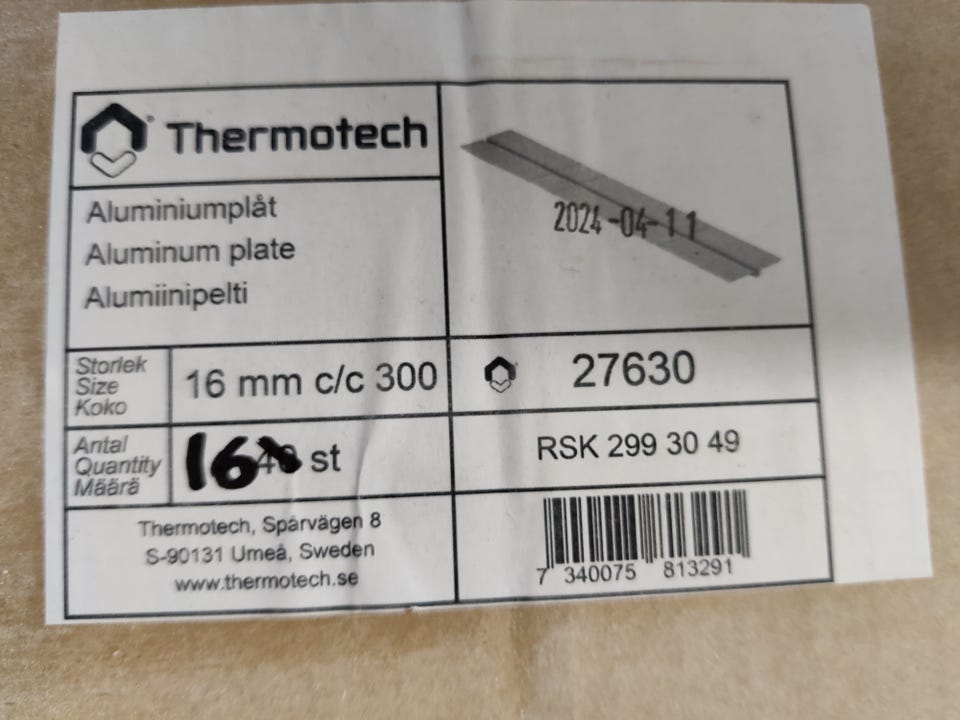 Thermotech
Aluminiumplåt
Aluminum plate
Alumiinipelti
2024-04-11
Storlek
Size
Koko
16 mm c/c 300
27630
Antal
Quantity
Määrä
16 st
RSK 299 30 49
Thermotech, Spårvägen 8
S-90131 Umeå, Sweden
www.thermotech.se
7 340075 813291